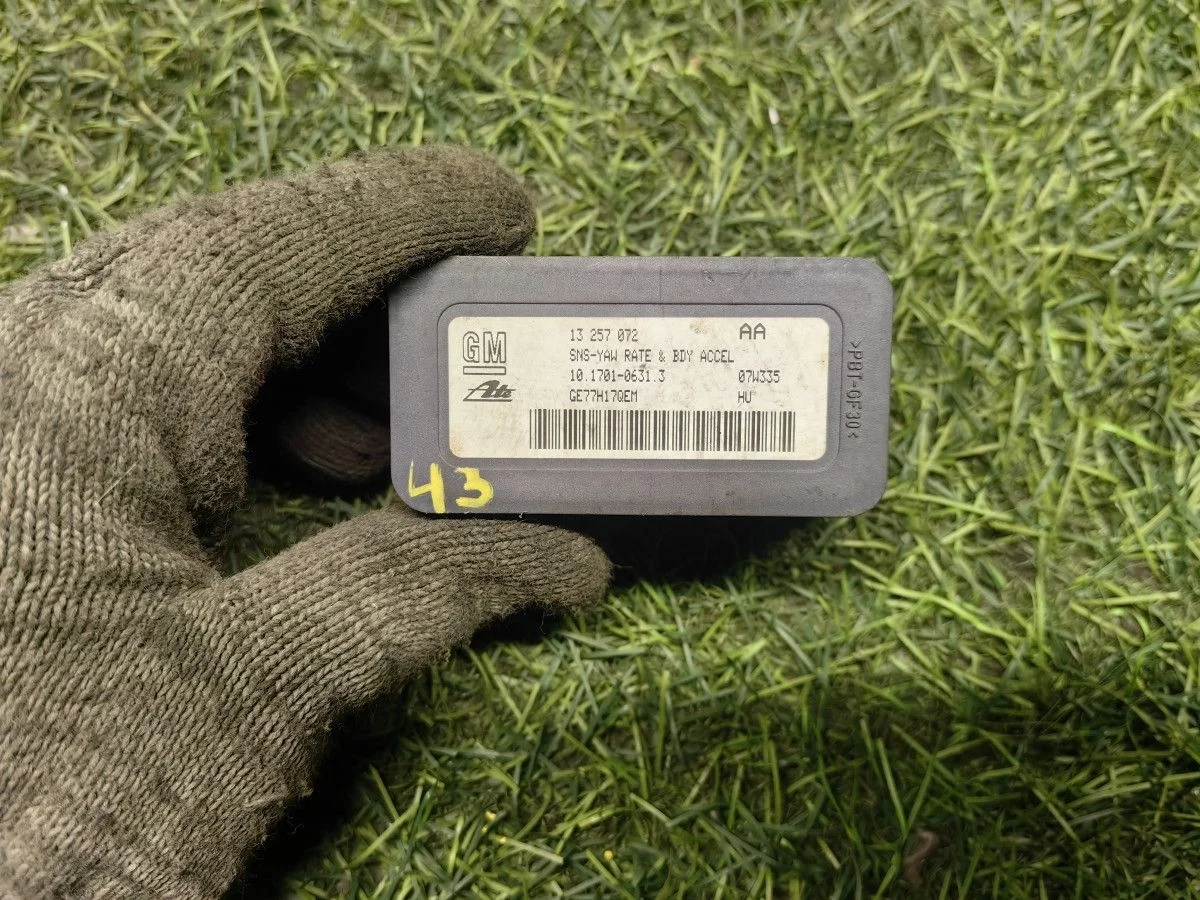 GM
13 257 072 AA
SNS-YAW RATE & BDY ACCEL
Ate
10.1701-0631.3 07W335
GE77H17QEM HU
>PBT-GF30<
43